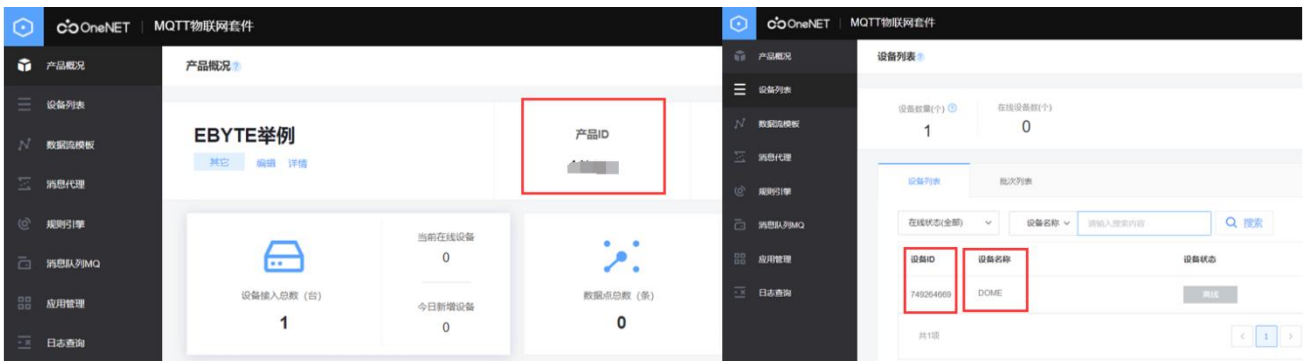 OneNET | MQTT物联网套件
产品概况
设备列表
数据流模板
消息代理
规则引擎
消息队列MQ
应用管理
日志查询
产品概况
EBYTE举例
其它 编辑 详情
产品ID
设备接入总数（台）
1
当前在线设备
0
今日新增设备
0
数据点总数（条）
0
OneNET | MQTT物联网套件
产品概况
设备列表
数据流模板
消息代理
规则引擎
消息队列MQ
应用管理
日志查询
设备列表
设备数量(个) 在线设备数(个)
1 0
设备列表 批次列表
在线状态(全部) 设备名称 请输入搜索内容 搜索
设备ID 设备名称 设备状态
749264669 DOME 离线
共1项 < 1 >